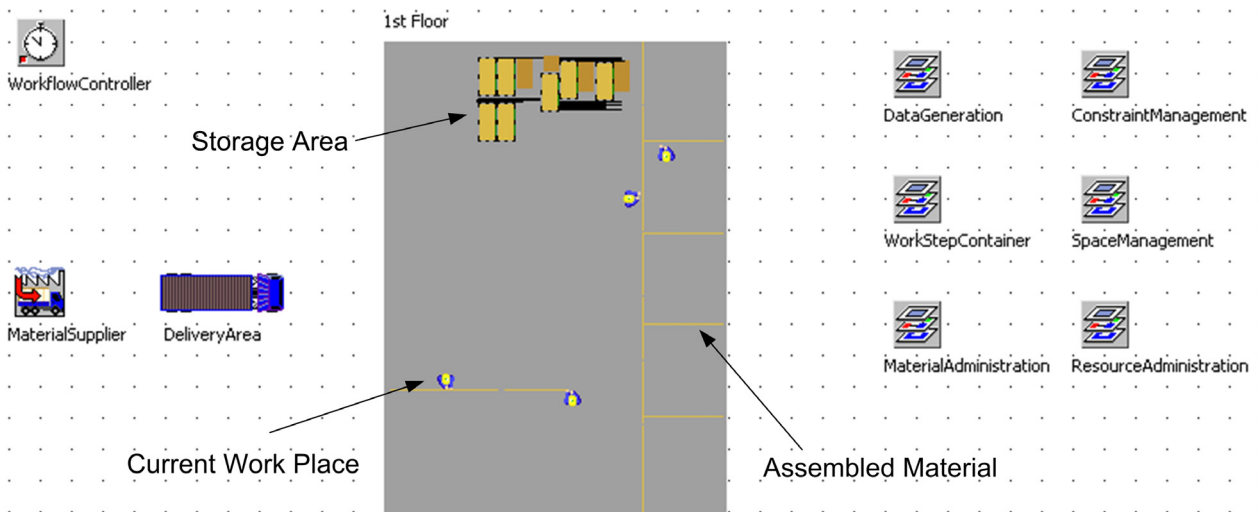 1st Floor
WorkflowController
DataGeneration
ConstraintManagement
Storage Area
WorkStepContainer
SpaceManagement
MaterialSupplier
DeliveryArea
MaterialAdministration
ResourceAdministration
Current Work Place
Assembled Material